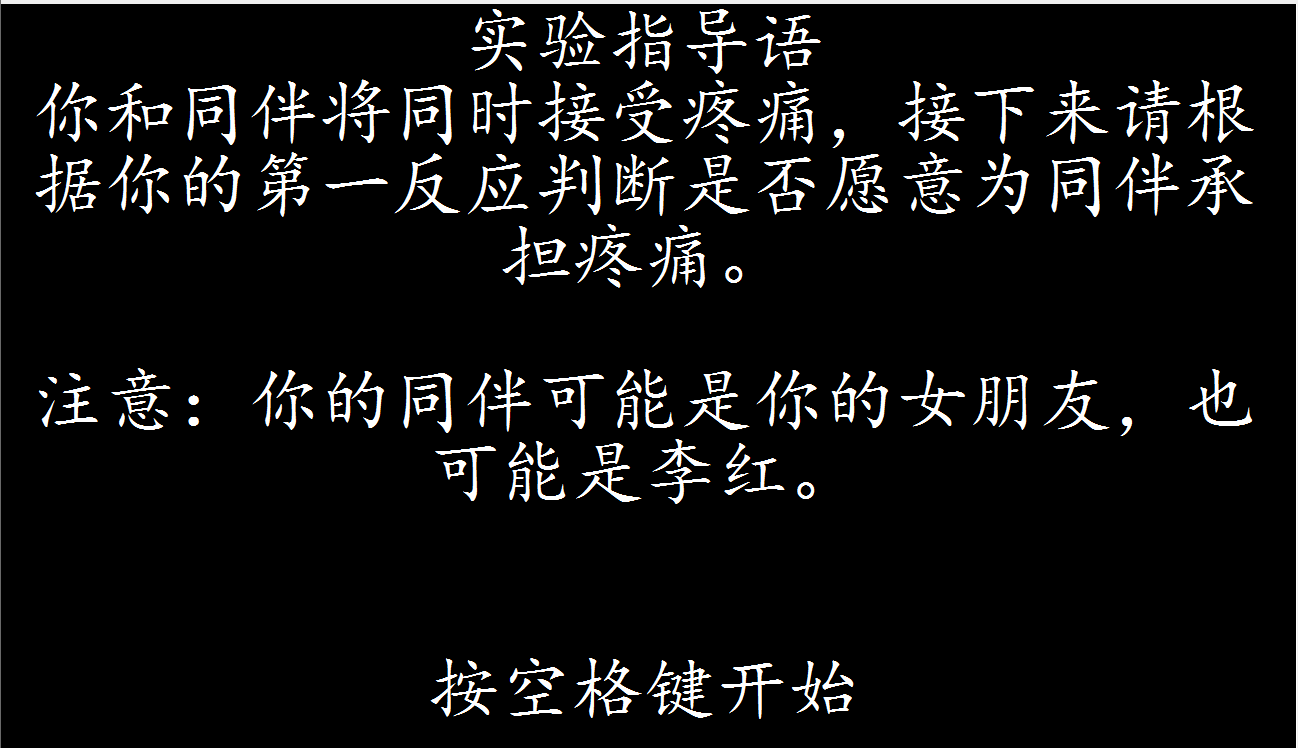 实验指导语
你和同伴将同时接受疼痛，接下来请根
据你的第一反应判断是否愿意为同伴承
担疼痛。
注意：你的同伴可能是你的女朋友，也
可能是李红。
按空格键开始